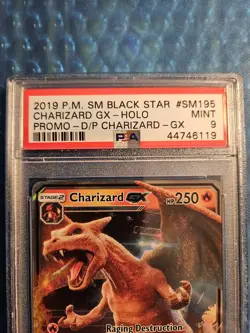 2019 P.M. SM BLACK STAR #SM195
CHARIZARD GX-HOLO MINT
PROMO-D/P CHARIZARD-GX 9
PSA 44746119
STAGE 2 Charizard GX HP 250
Raging Destruction